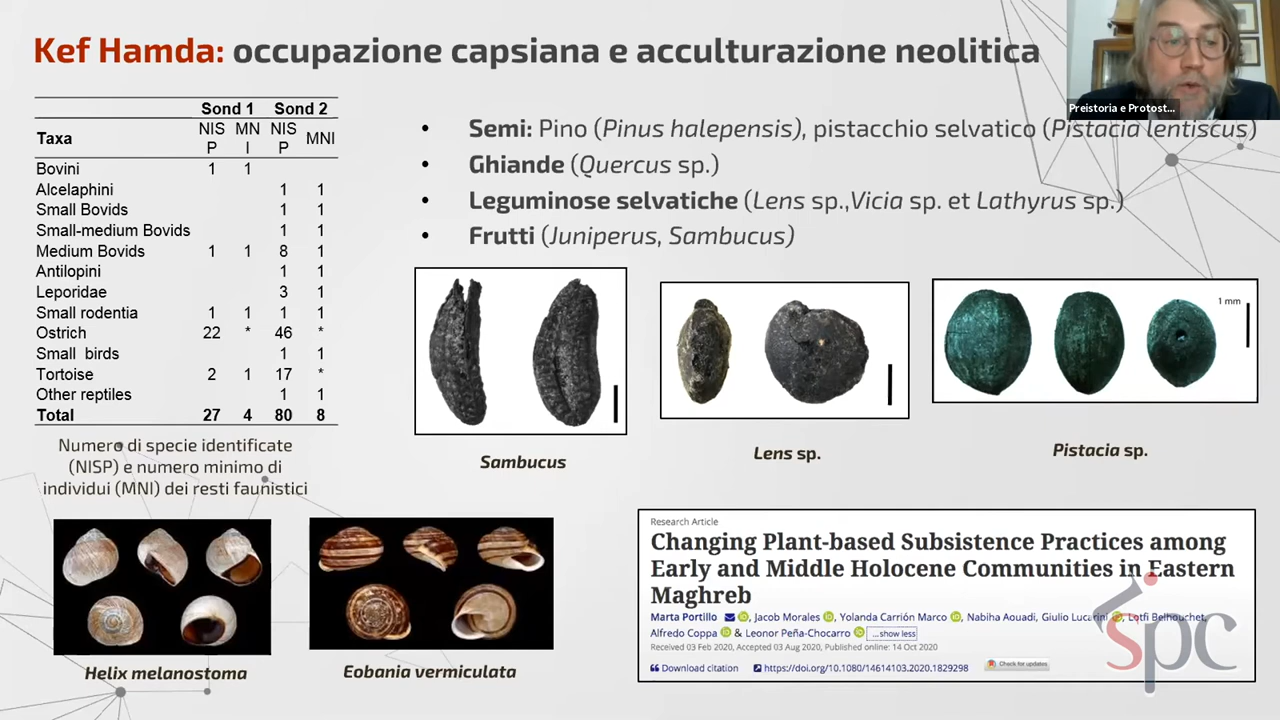 Kef Hamda: occupazione capsiana e acculturazione neolitica
Preistoria e Protost...
Sond 1 Sond 2
Taxa NIS P MN I NIS P MNI
Bovini 1 1
Alcelaphini 1 1
Small Bovids 1 1
Small-medium Bovids 1 1
Medium Bovids 1 1 8 1
Antilopini 1 1
Leporidae 3 1
Small rodentia 1 1 1 1
Ostrich 22 * 46 *
Small birds 1 1
Tortoise 2 1 17 *
Other reptiles 1 1
Total 27 4 80 8
Numero di specie identificate
(NISP) e numero minimo di
individui (MNI) dei resti faunistici
• Semi: Pino (Pinus halepensis), pistacchio selvatico (Pistacia lentiscus)
• Ghiande (Quercus sp.)
• Leguminose selvatiche (Lens sp.,Vicia sp. et Lathyrus sp.)
• Frutti (Juniperus, Sambucus)
1 mm
Sambucus
Lens sp.
Pistacia sp.
Helix melanostoma
Eobania vermiculata
Research Article
Changing Plant-based Subsistence Practices among
Early and Middle Holocene Communities in Eastern
Maghreb
Marta Portillo, Jacob Morales, Yolanda Carrión Marco, Nabiha Aouadi, Giulio Lucarini, Lotfi Belhouchet,
Alfredo Coppa & Leonor Peña-Chocarro ...show less
Received 03 Feb 2020, Accepted 03 Aug 2020, Published online: 14 Oct 2020
Download citation https://doi.org/10.1080/14614103.2020.1829298 Check for updates
spc